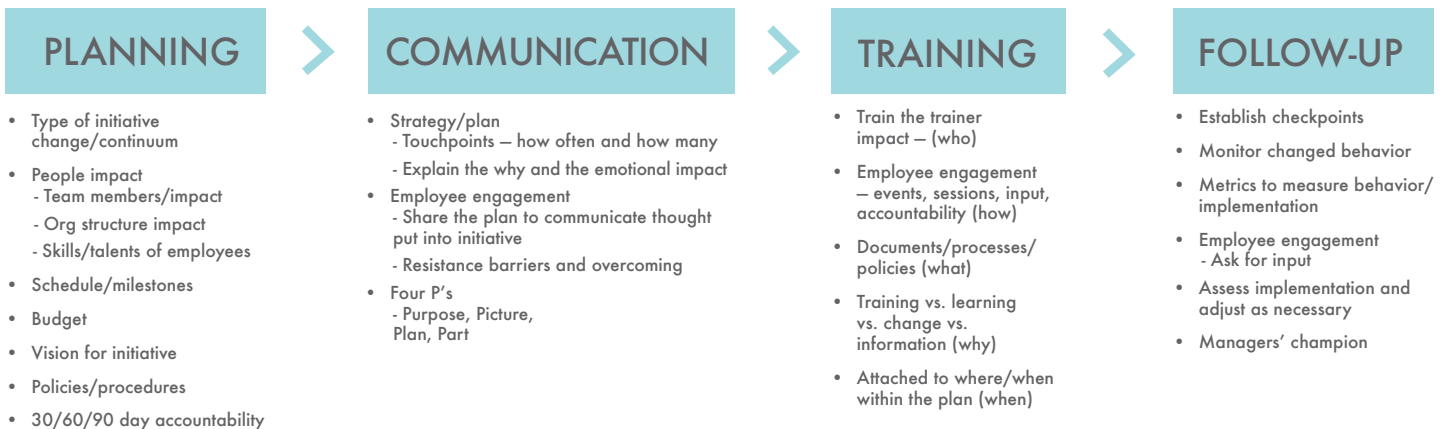 PLANNING
• Type of initiative
change/continuum
• People impact
- Team members/impact
- Org structure impact
- Skills/talents of employees
• Schedule/milestones
• Budget
• Vision for initiative
• Policies/procedures
• 30/60/90 day accountability
COMMUNICATION
• Strategy/plan
- Touchpoints — how often and how many
- Explain the why and the emotional impact
• Employee engagement
- Share the plan to communicate thought
put into initiative
- Resistance barriers and overcoming
• Four P's
- Purpose, Picture,
Plan, Part
TRAINING
• Train the trainer
impact — (who)
• Employee engagement
— events, sessions, input,
accountability (how)
• Documents/processes/
policies (what)
• Training vs. learning
vs. change vs.
information (why)
• Attached to where/when
within the plan (when)
FOLLOW-UP
• Establish checkpoints
• Monitor changed behavior
• Metrics to measure behavior/
implementation
• Employee engagement
- Ask for input
• Assess implementation and
adjust as necessary
• Managers' champion